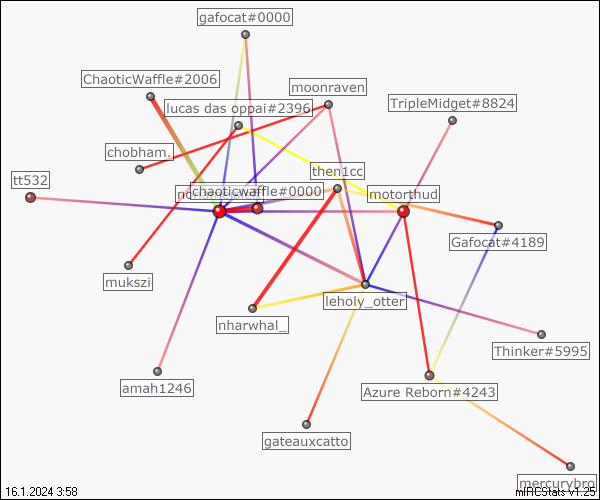 gafocat#0000
ChaoticWaffle#2006
moonraven
lucas das oppai#2396
TripleMidget#8824
chobham.
then1cc
tt532
chaoticwaffle#0000
motorthud
Gafocat#4189
mukszi
leholy_otter
nharwhal_
Thinker#5995
amah1246
Azure Reborn#4243
gateauxcatto
mercurybro
16.1.2024 3:58
mIRCStats v1.25